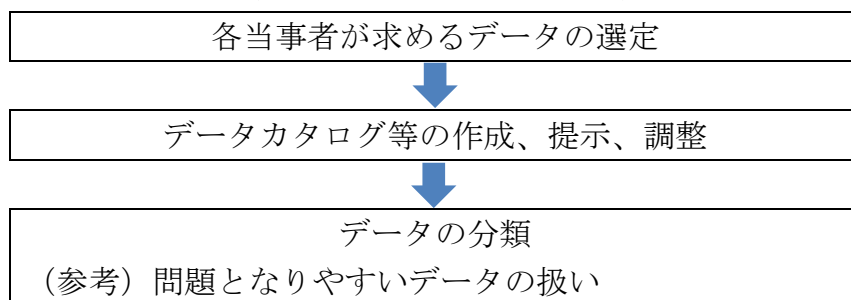 各当事者が求めるデータの選定
データカタログ等の作成、提示、調整
データの分類
（参考）問題となりやすいデータの扱い